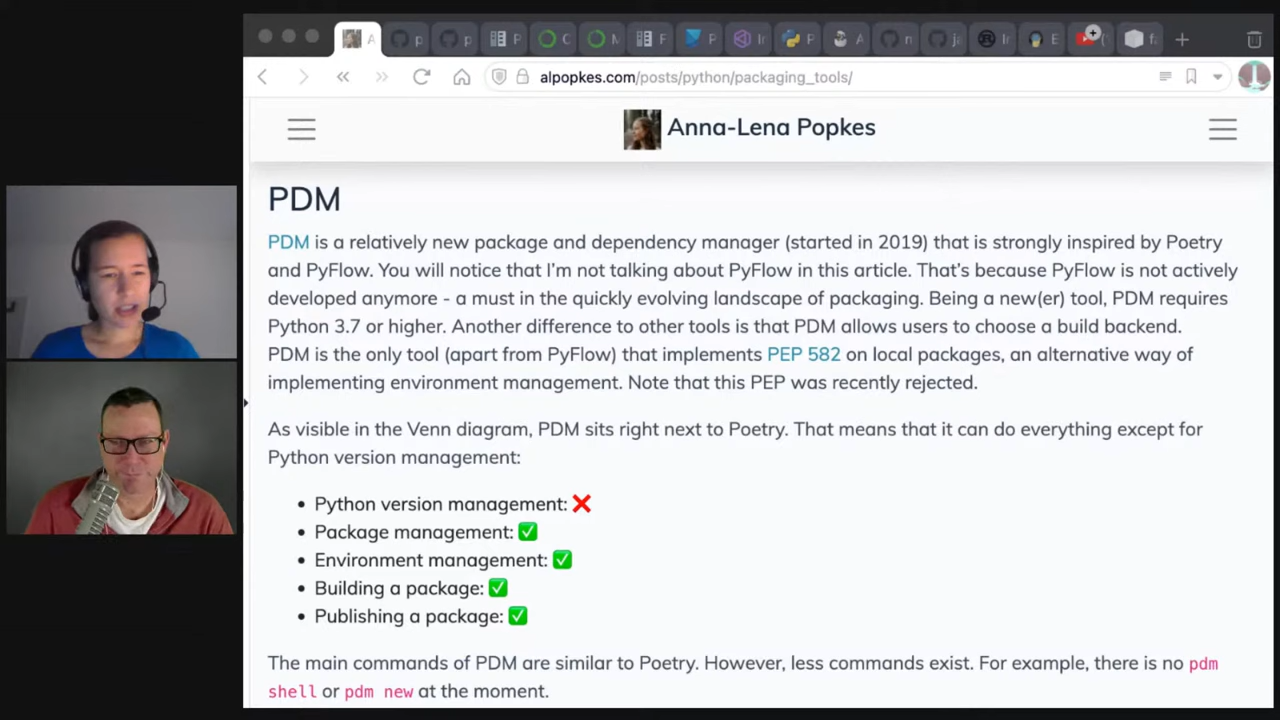 alpopkes.com/posts/python/packaging_tools/
Anna-Lena Popkes
PDM
PDM is a relatively new package and dependency manager (started in 2019) that is strongly inspired by Poetry
and PyFlow. You will notice that I'm not talking about PyFlow in this article. That's because PyFlow is not actively
developed anymore - a must in the quickly evolving landscape of packaging. Being a new(er) tool, PDM requires
Python 3.7 or higher. Another difference to other tools is that PDM allows users to choose a build backend.
PDM is the only tool (apart from PyFlow) that implements PEP 582 on local packages, an alternative way of
implementing environment management. Note that this PEP was recently rejected.
As visible in the Venn diagram, PDM sits right next to Poetry. That means that it can do everything except for
Python version management:
• Python version management: ❌
• Package management: ✅
• Environment management: ✅
• Building a package: ✅
• Publishing a package: ✅
The main commands of PDM are similar to Poetry. However, less commands exist. For example, there is no pdm
shell or pdm new at the moment.